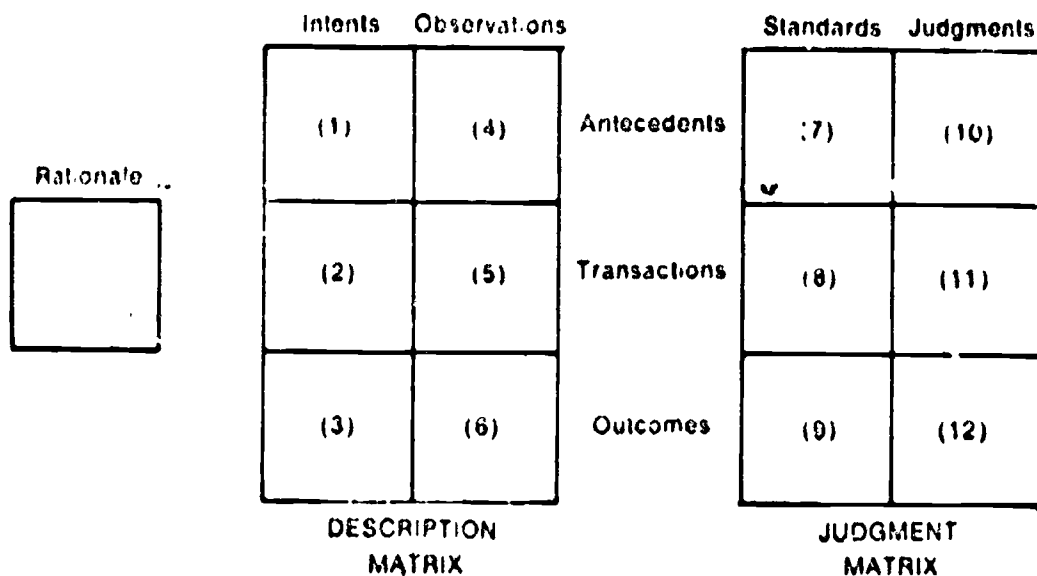 Intents Observations
Standards Judgments
(1) (4) Antecedents (7) (10)
Rationale
(2) (5) Transactions (8) (11)
(3) (6) Outcomes (9) (12)
DESCRIPTION
MATRIX
JUDGMENT
MATRIX